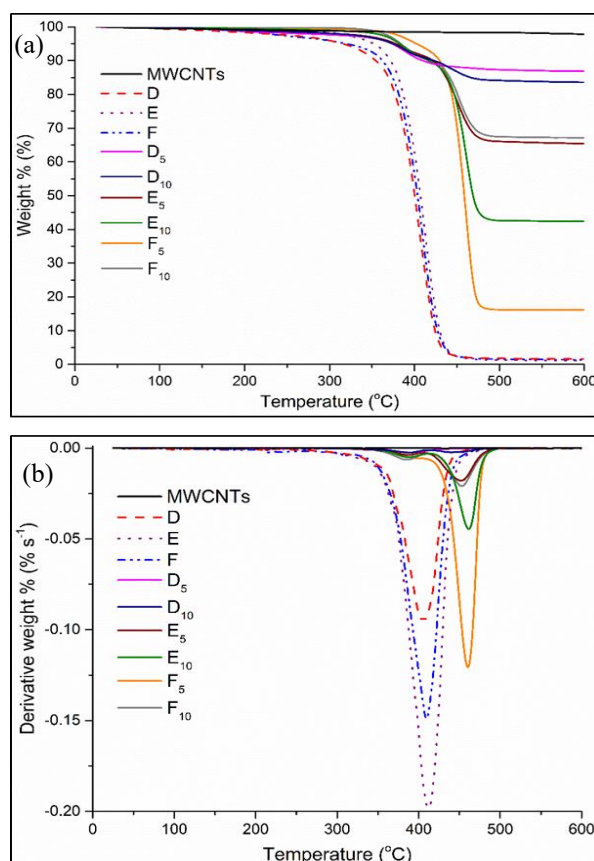 (a)
100
90
80
70
60
50
40
30
20
10
0
Weight % (%)
MWCNTs
D
E
F
D₅
D₁₀
E₅
E₁₀
F₅
F₁₀
0 100 200 300 400 500 600
Temperature (°C)
(b)
0.00
-0.05
-0.10
-0.15
-0.20
Derivative weight % (% s⁻¹)
MWCNTs
D
E
F
D₅
D₁₀
E₅
E₁₀
F₅
F₁₀
0 100 200 300 400 500 600
Temperature (°C)